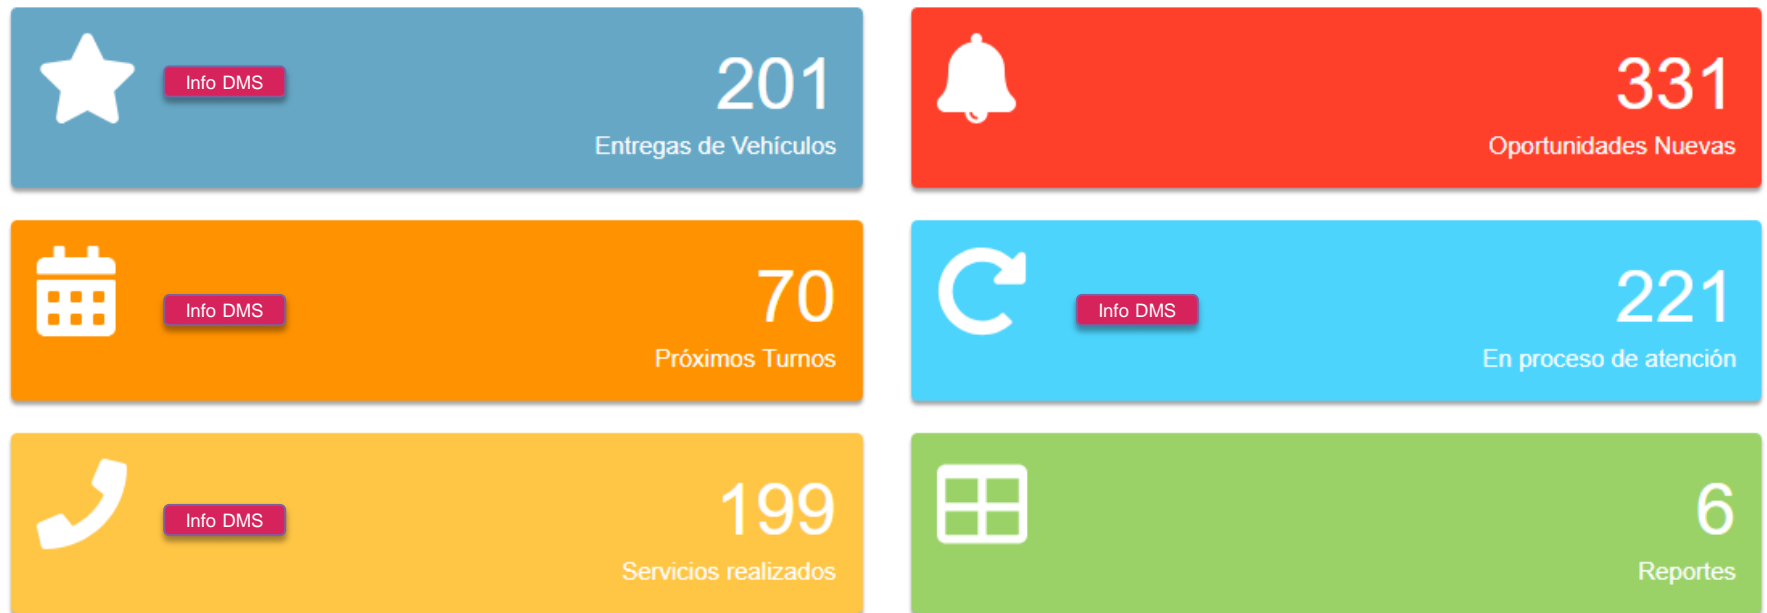 Info DMS
201
Entregas de Vehículos
331
Oportunidades Nuevas
Info DMS
70
Próximos Turnos
Info DMS
221
En proceso de atención
Info DMS
199
Servicios realizados
6
Reportes